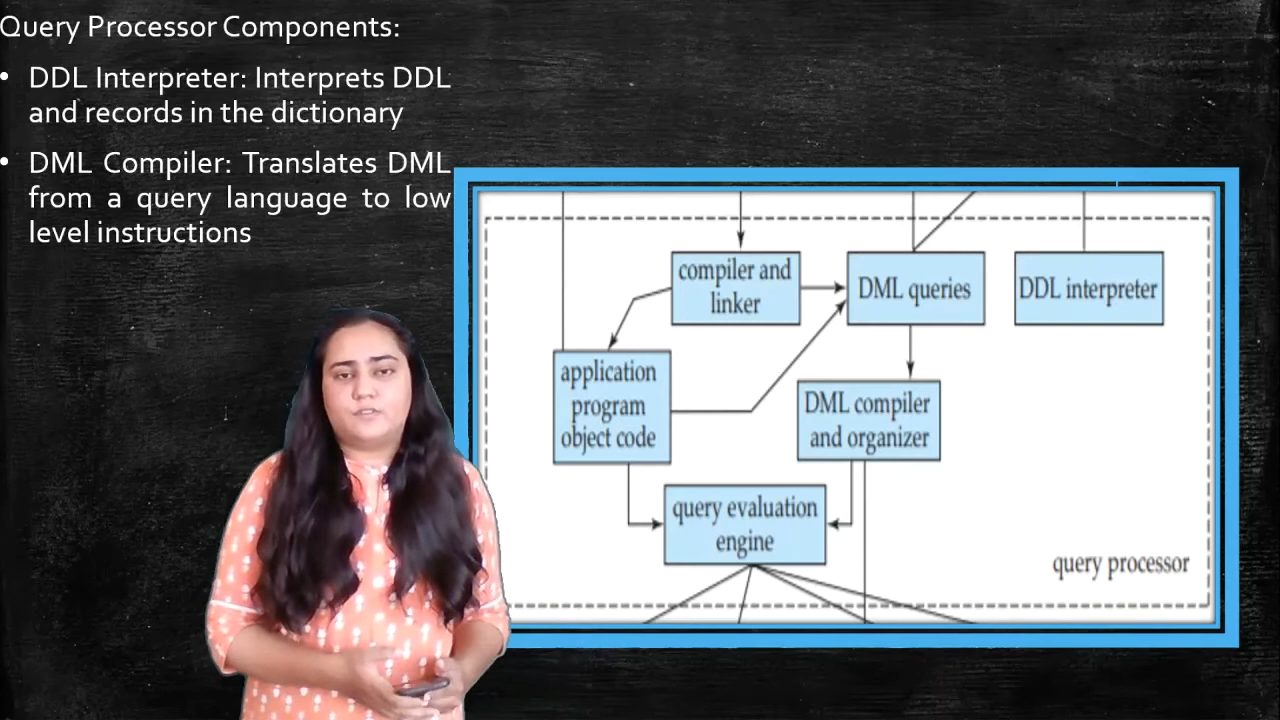 Query Processor Components:
• DDL Interpreter: Interprets DDL
and records in the dictionary
• DML Compiler: Translates DML
from a query language to low
level instructions
compiler and
linker
DML queries
DDL interpreter
application
program
object code
DML compiler
and organizer
query evaluation
engine
query processor